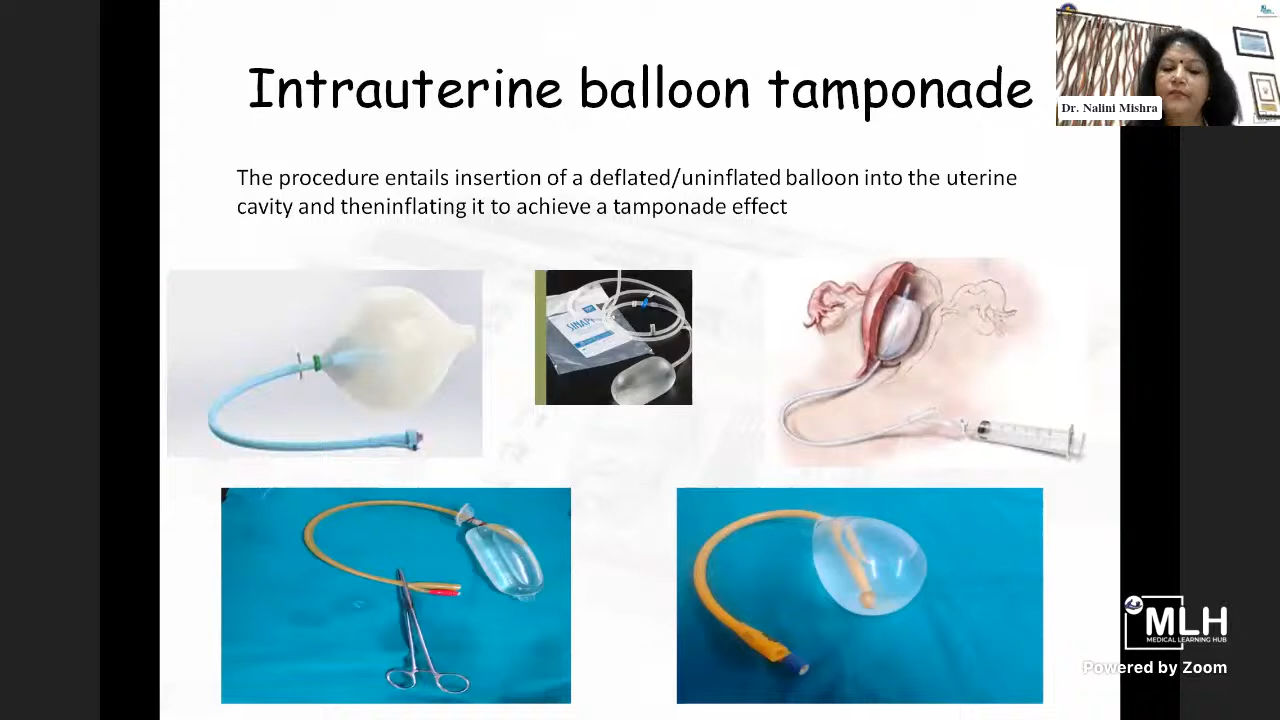 Intrauterine balloon tamponade
Dr. Nalini Mishra
The procedure entails insertion of a deflated/uninflated balloon into the uterine
cavity and theninflating it to achieve a tamponade effect
MLH
MEDICAL LEARNING HUB
Powered by Zoom